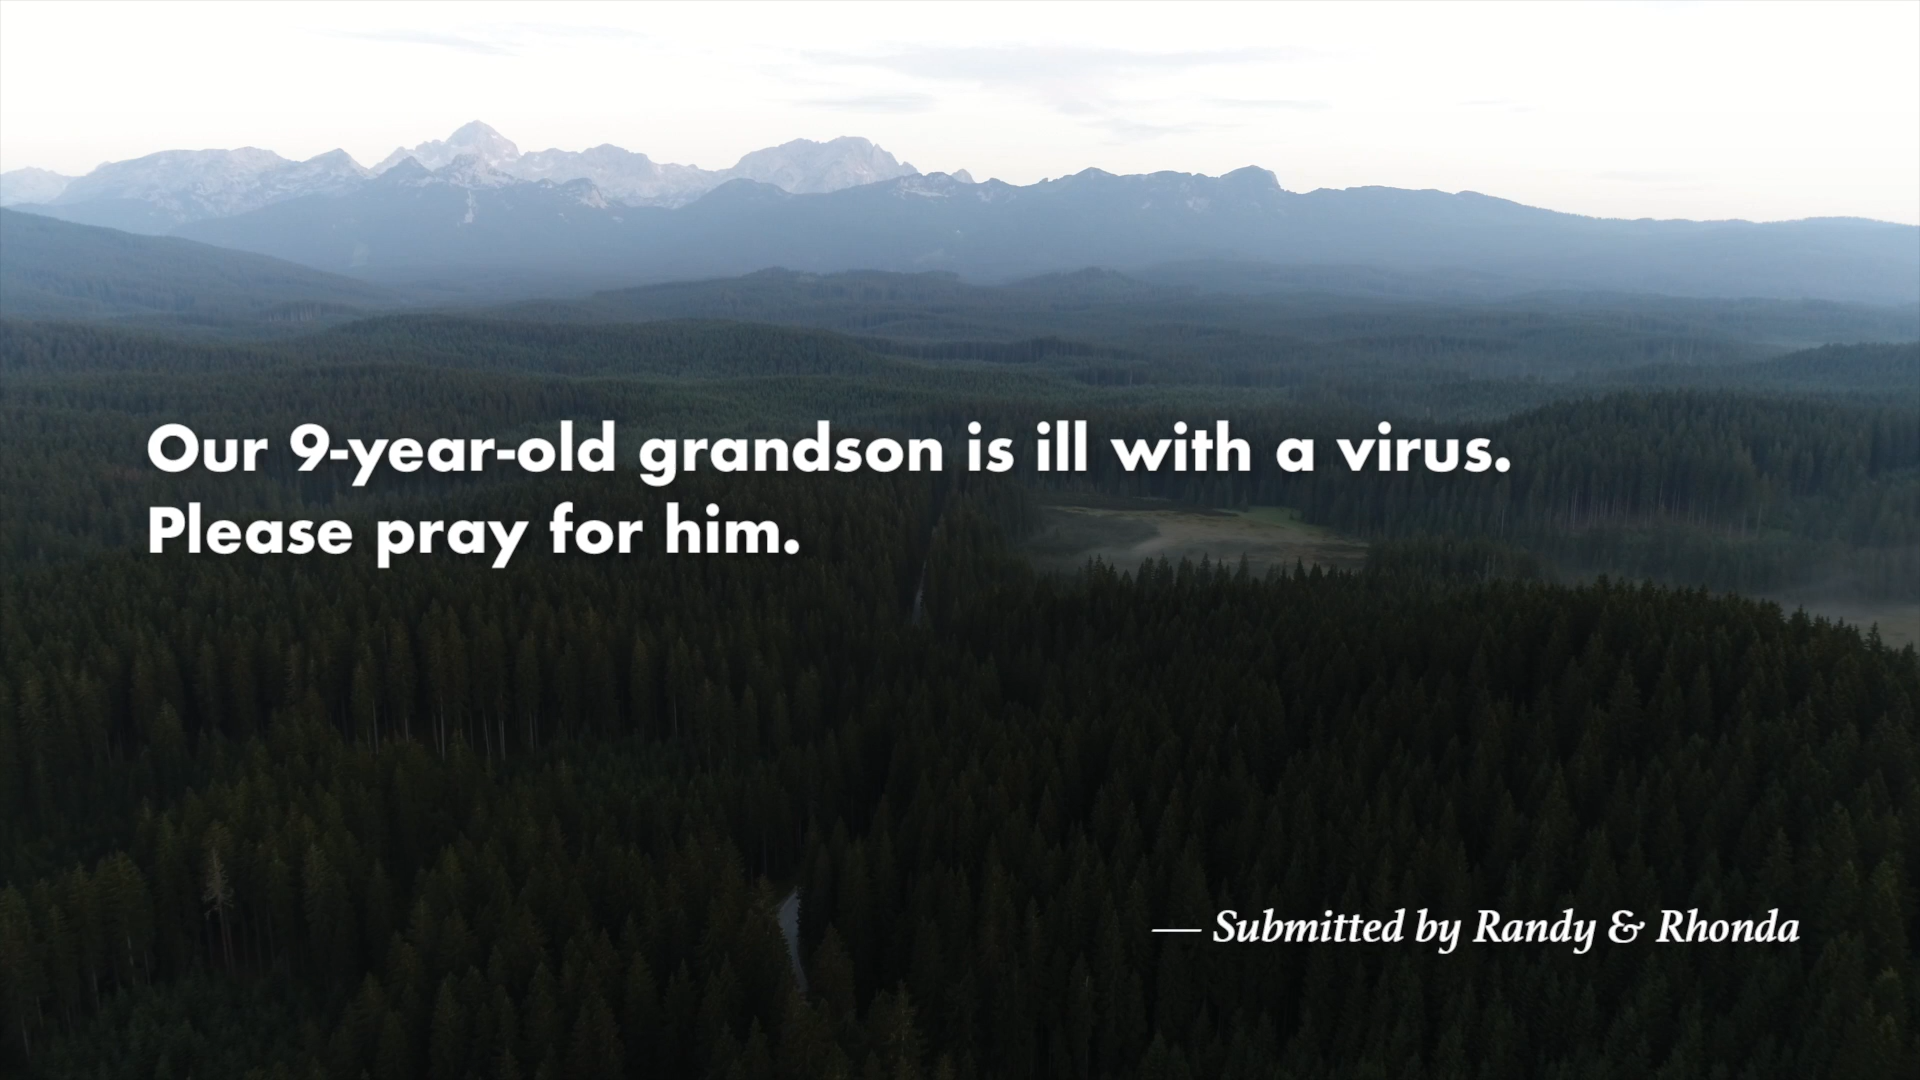 Our 9-year-old grandson is ill with a virus.
Please pray for him.
— Submitted by Randy & Rhonda